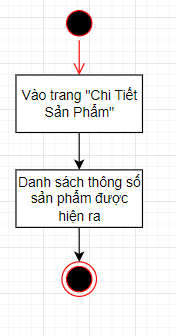 Vào trang "Chi Tiết
Sản Phẩm"
Danh sách thông số
sản phẩm được
hiện ra